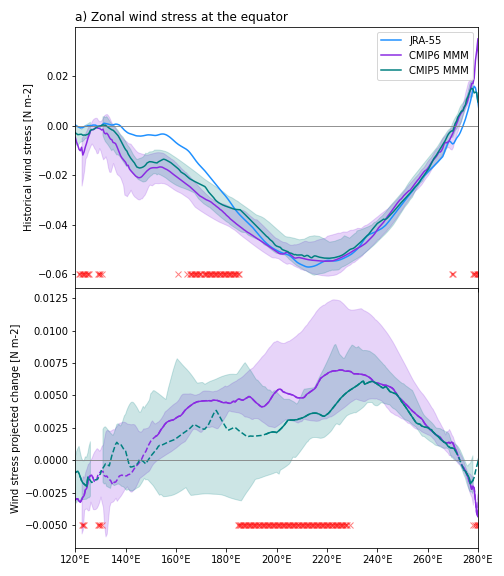 a) Zonal wind stress at the equator
JRA-55
CMIP6 MMM
CMIP5 MMM
Historical wind stress [N m-2]
0.02
0.00
−0.02
−0.04
−0.06
Wind stress projected change [N m-2]
0.0125
0.0100
0.0075
0.0050
0.0025
0.0000
−0.0025
−0.0050
120°E 140°E 160°E 180°E 200°E 220°E 240°E 260°E 280°E